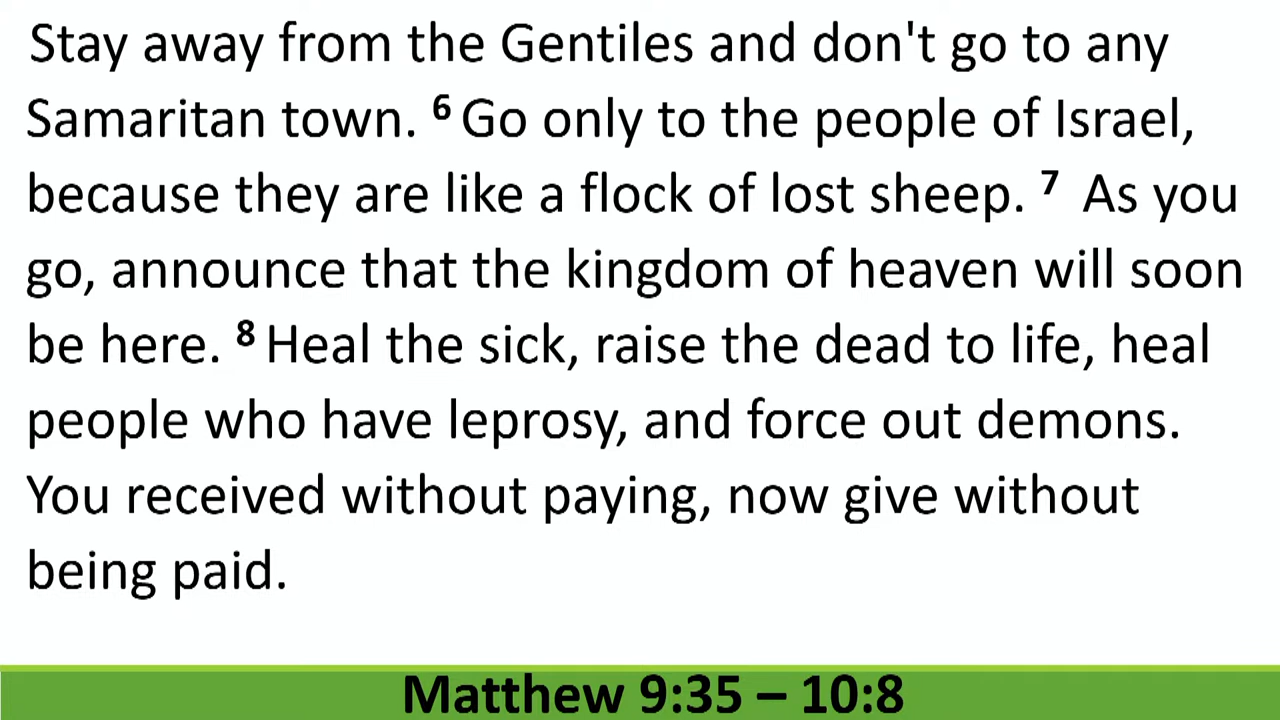 Stay away from the Gentiles and don't go to any
Samaritan town. 6 Go only to the people of Israel,
because they are like a flock of lost sheep. 7 As you
go, announce that the kingdom of heaven will soon
be here. 8 Heal the sick, raise the dead to life, heal
people who have leprosy, and force out demons.
You received without paying, now give without
being paid.
Matthew 9:35 – 10:8